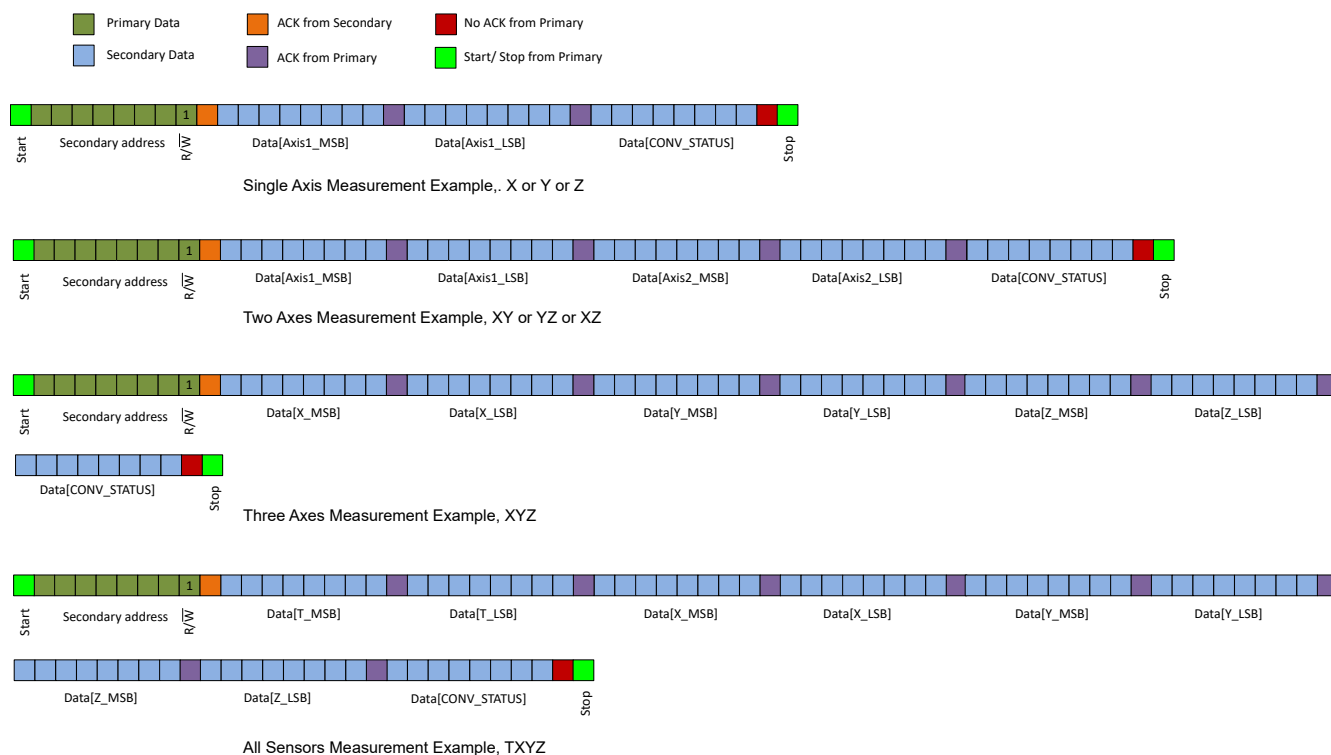 Primary Data ACK from Secondary No ACK from Primary
Secondary Data ACK from Primary Start/ Stop from Primary
1
Start Secondary address R/W Data[Axis1_MSB] Data[Axis1_LSB] Data[CONV_STATUS] Stop
Single Axis Measurement Example,. X or Y or Z
1
Start Secondary address R/W Data[Axis1_MSB] Data[Axis1_LSB] Data[Axis2_MSB] Data[Axis2_LSB] Data[CONV_STATUS] Stop
Two Axes Measurement Example, XY or YZ or XZ
1
Start Secondary address R/W Data[X_MSB] Data[X_LSB] Data[Y_MSB] Data[Y_LSB] Data[Z_MSB] Data[Z_LSB]
Data[CONV_STATUS] Stop
Three Axes Measurement Example, XYZ
1
Start Secondary address R/W Data[T_MSB] Data[T_LSB] Data[X_MSB] Data[X_LSB] Data[Y_MSB] Data[Y_LSB]
Data[Z_MSB] Data[Z_LSB] Data[CONV_STATUS] Stop
All Sensors Measurement Example, TXYZ